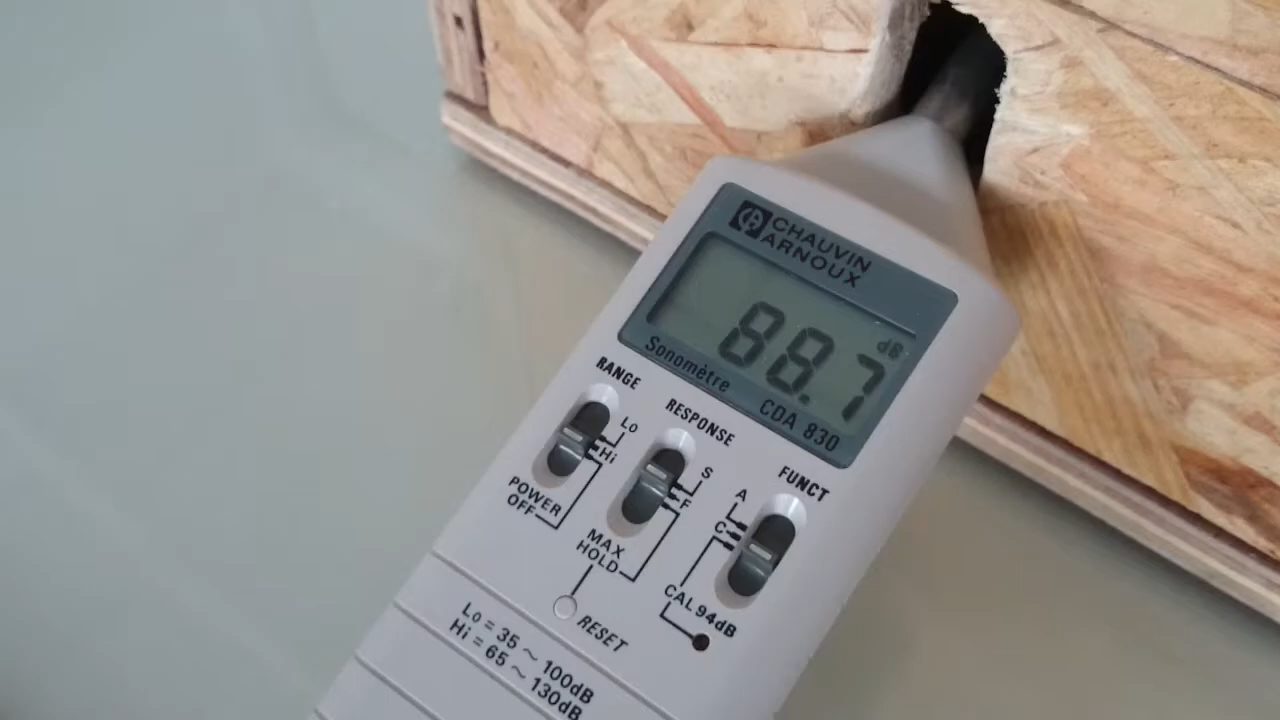 CHAUVIN
ARNOUX
88.7 dB
Sonomètre CDA 830
RANGE
Lo
Hi
POWER
OFF
RESPONSE
S
F
MAX
HOLD
RESET
FUNCT
A
C
CAL 94dB
Lo = 35 ~ 100dB
Hi = 65 ~ 130dB